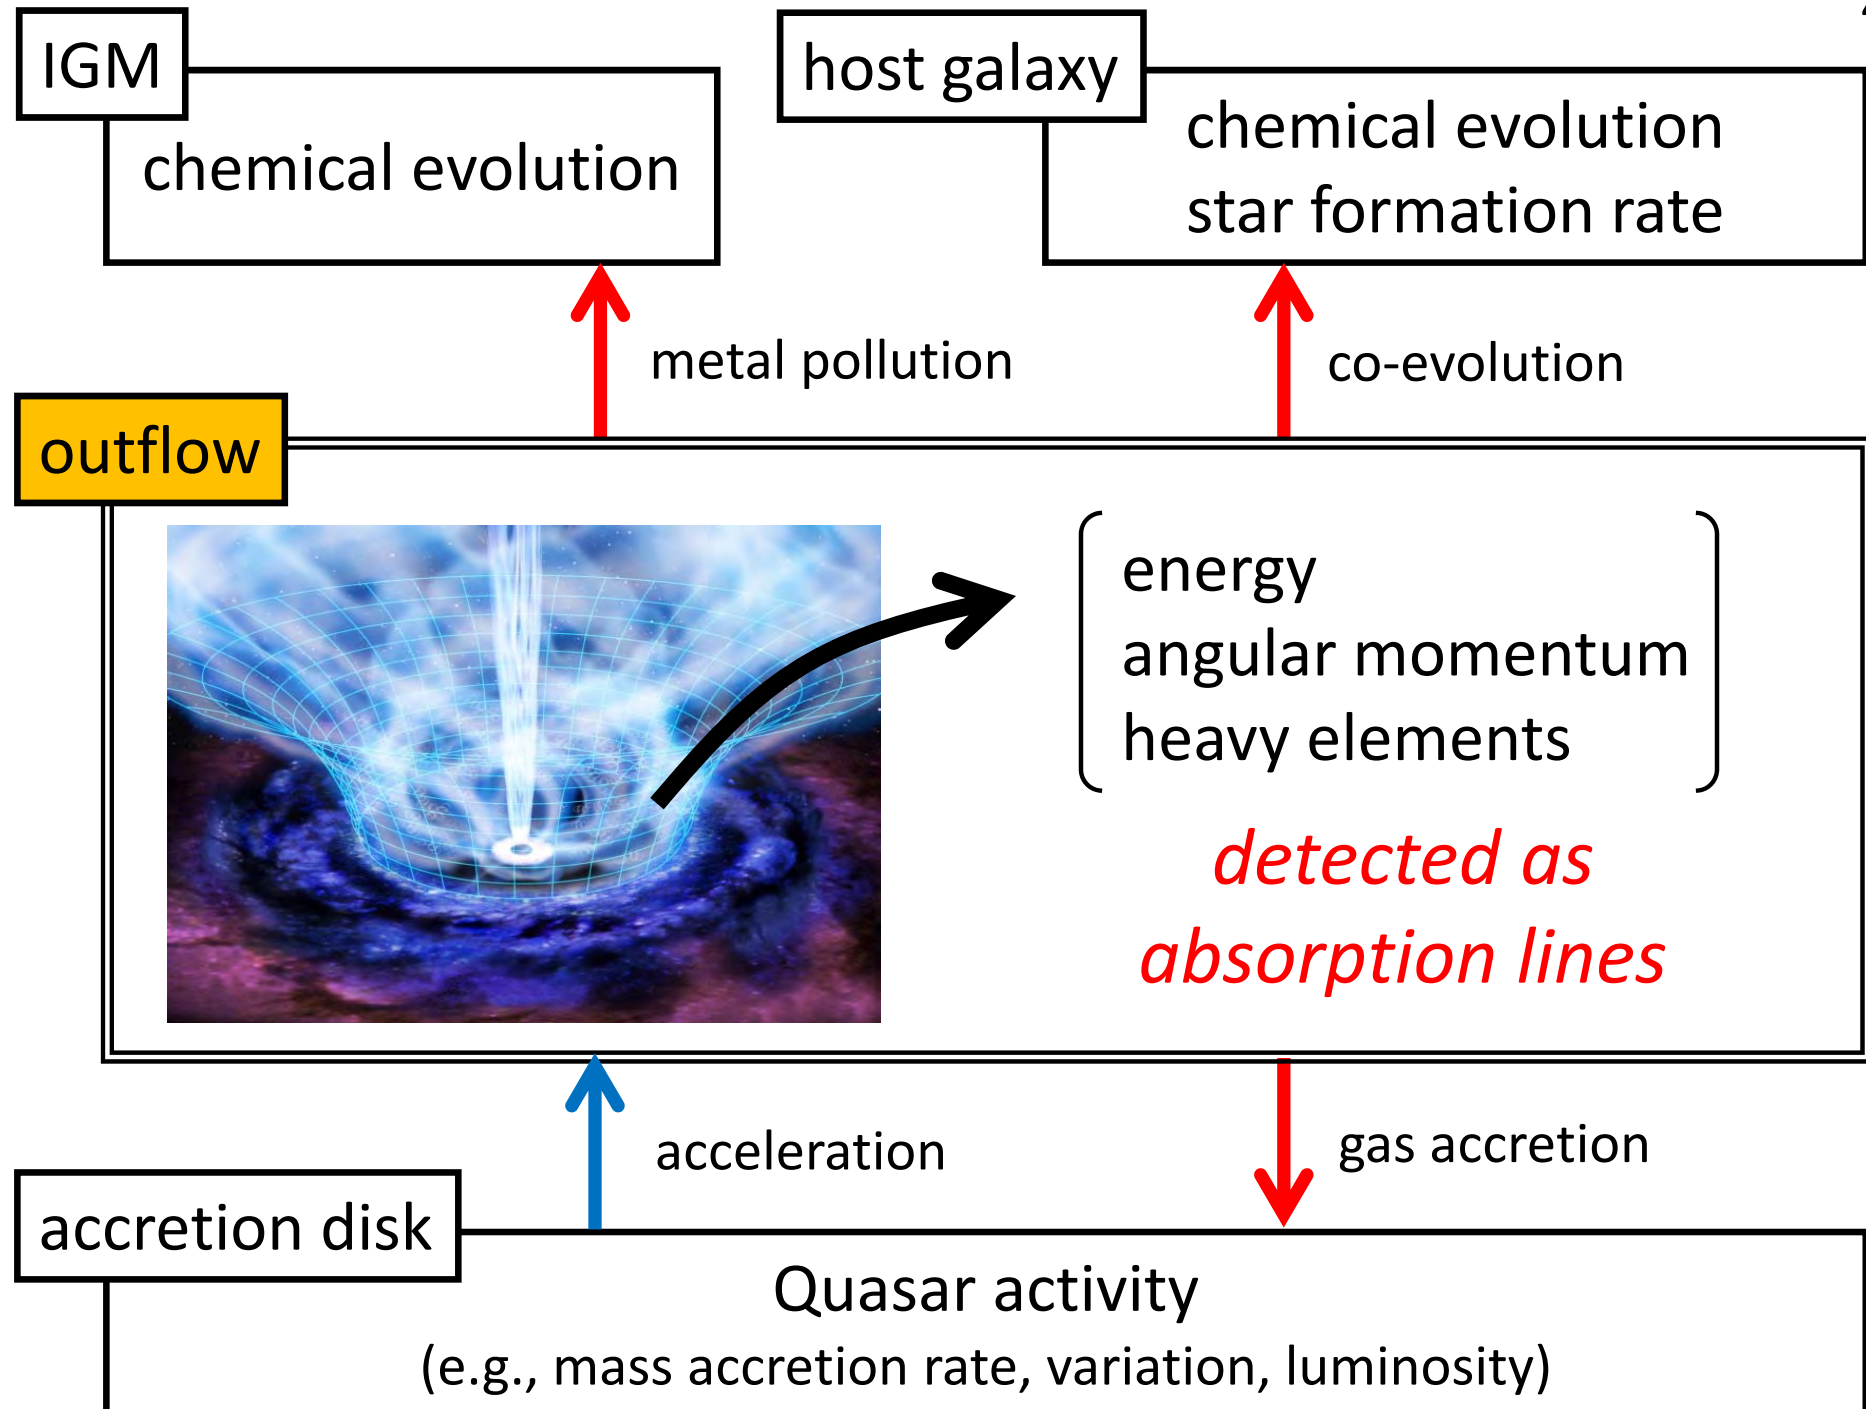 IGM
chemical evolution
host galaxy
chemical evolution
star formation rate
metal pollution
co-evolution
outflow
energy
angular momentum
heavy elements
detected as
absorption lines
acceleration
gas accretion
accretion disk
Quasar activity
(e.g., mass accretion rate, variation, luminosity)